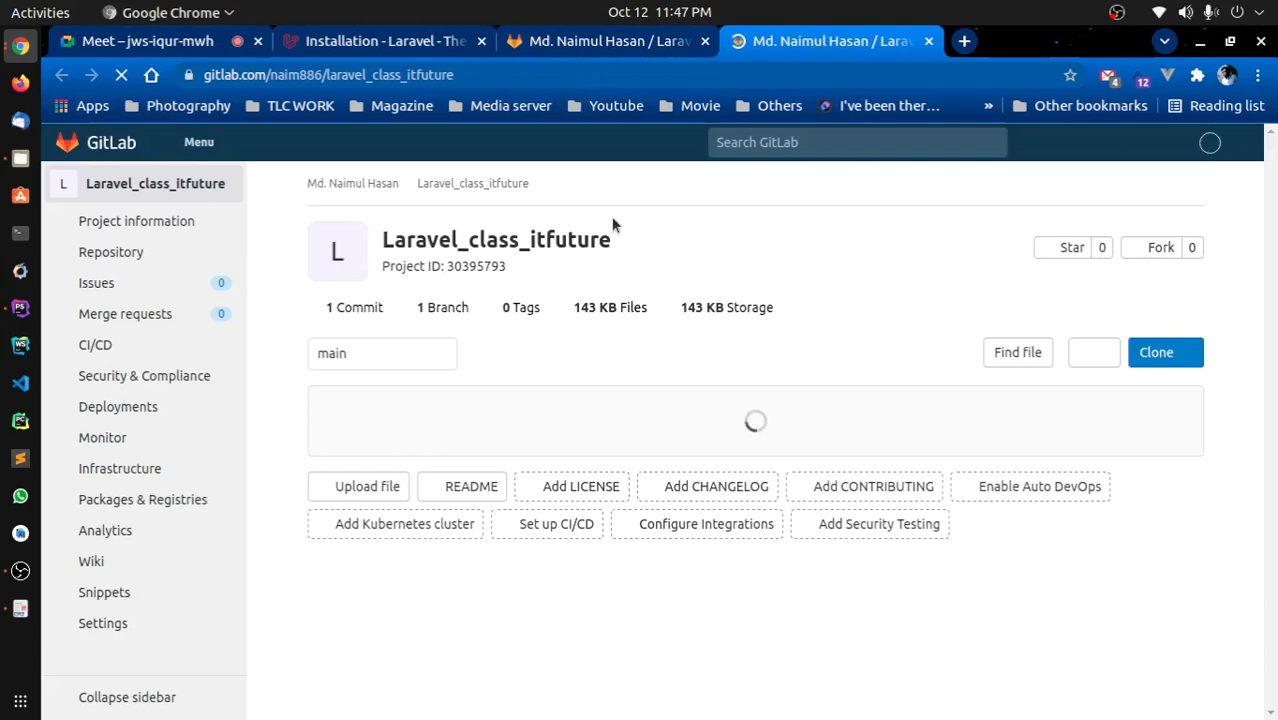 Activities Google Chrome Oct 12 11:47 PM
Meet – jws-iqur-mwh Installation - Laravel - The Md. Naimul Hasan / Larav Md. Naimul Hasan / Larav
gitlab.com/naim886/laravel_class_itfuture 4 12
Apps Photography TLC WORK Magazine Media server Youtube Movie Others I've been ther... » Other bookmarks Reading list
GitLab Menu Search GitLab
L Laravel_class_itfuture
Project information
Repository
Issues 0
Merge requests 0
CI/CD
Security & Compliance
Deployments
Monitor
Infrastructure
Packages & Registries
Analytics
Wiki
Snippets
Settings
Collapse sidebar
Md. Naimul Hasan Laravel_class_itfuture
L Laravel_class_itfuture
Project ID: 30395793
Star 0 Fork 0
1 Commit 1 Branch 0 Tags 143 KB Files 143 KB Storage
main Find file Clone
Upload file README Add LICENSE Add CHANGELOG Add CONTRIBUTING Enable Auto DevOps
Add Kubernetes cluster Set up CI/CD Configure Integrations Add Security Testing